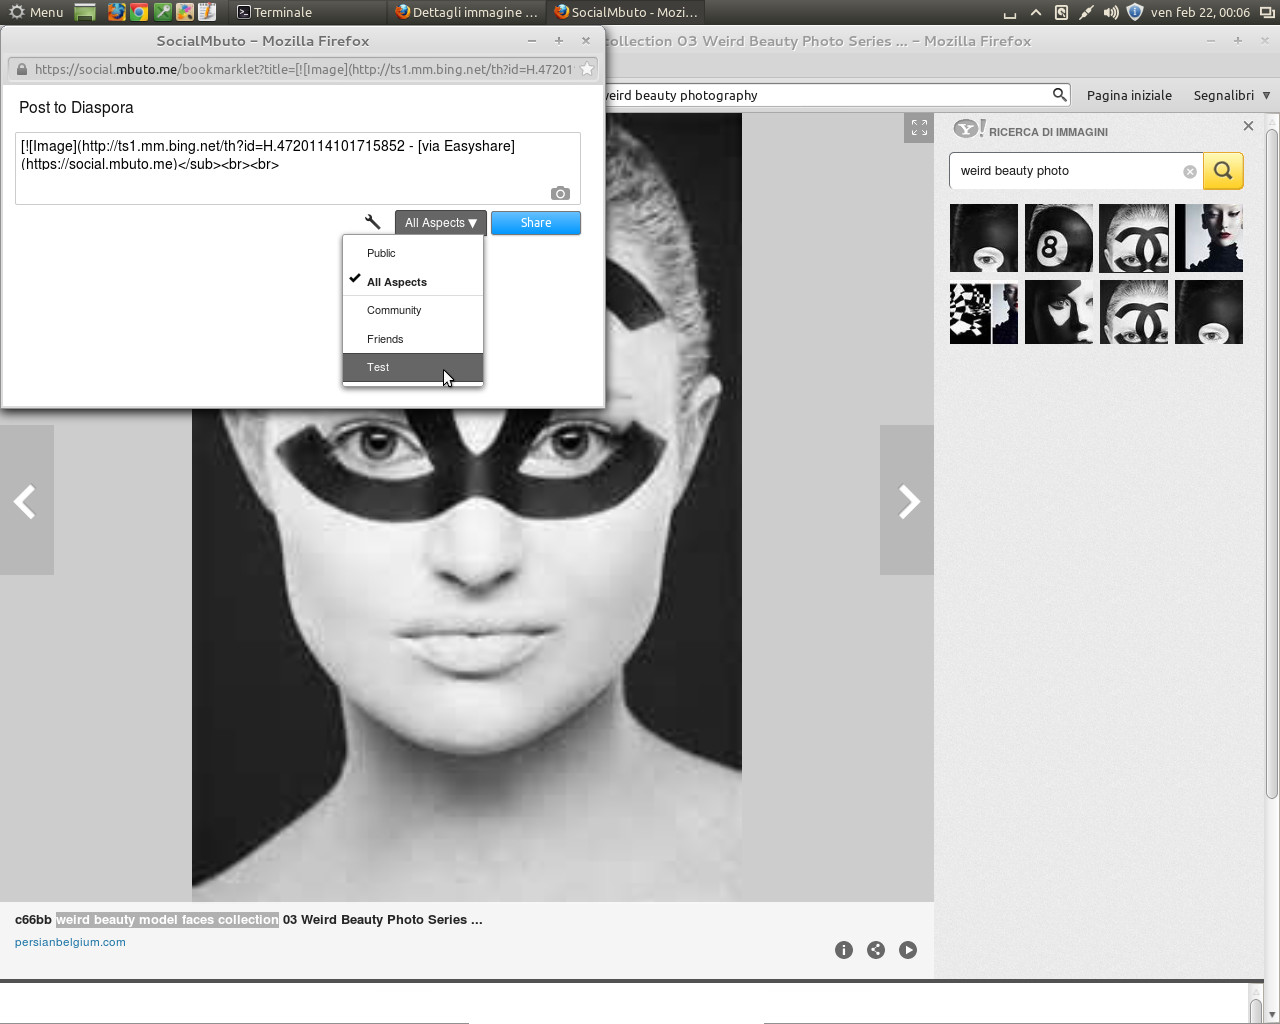 Menu
Terminale
Dettagli immagine ...
SocialMbuto - Mozi...
ven feb 22, 00:06
SocialMbuto - Mozilla Firefox
collection 03 Weird Beauty Photo Series ... - Mozilla Firefox
https://social.mbuto.me/bookmarklet?title=[![Image](http://ts1.mm.bing.net/th?id=H.47201
weird beauty photography
Pagina iniziale
Segnalibri
Post to Diaspora
[![Image](http://ts1.mm.bing.net/th?id=H.4720114101715852 - [via Easyshare]
(https://social.mbuto.me)</sub><br><br>
All Aspects ▼
Share
Public
All Aspects
Community
Friends
Test
Y! RICERCA DI IMMAGINI
weird beauty photo
8
c66bb weird beauty model faces collection 03 Weird Beauty Photo Series ...
persianbelgium.com